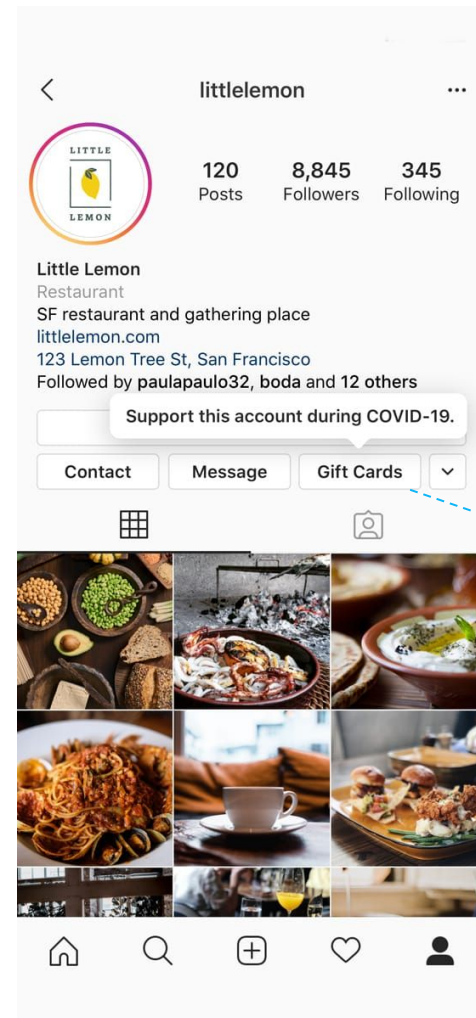 littlelemon
LITTLE
LEMON
120 8,845 345
Posts Followers Following
Little Lemon
Restaurant
SF restaurant and gathering place
littlelemon.com
123 Lemon Tree St, San Francisco
Followed by paulapaulo32, boda and 12 others
Support this account during COVID-19.
Contact Message Gift Cards